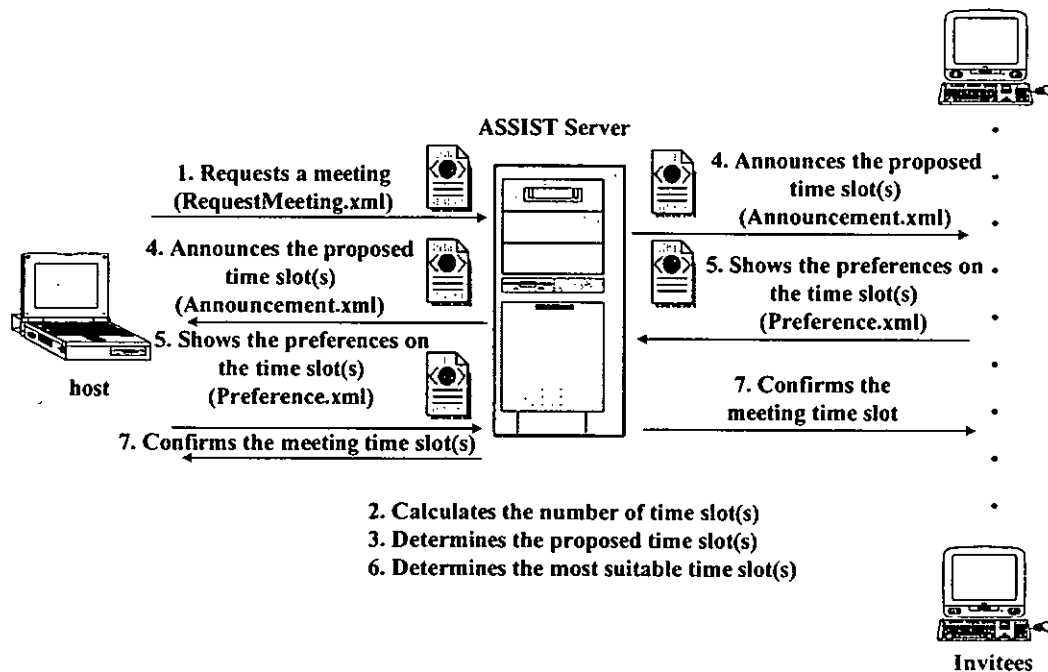 ASSIST Server
1. Requests a meeting
(RequestMeeting.xml)
4. Announces the proposed
time slot(s)
(Announcement.xml)
5. Shows the preferences on
the time slot(s)
(Preference.xml)
7. Confirms the meeting time slot(s)
host
4. Announces the proposed
time slot(s)
(Announcement.xml)
5. Shows the preferences on
the time slot(s)
(Preference.xml)
7. Confirms the
meeting time slot
2. Calculates the number of time slot(s)
3. Determines the proposed time slot(s)
6. Determines the most suitable time slot(s)
Invitees